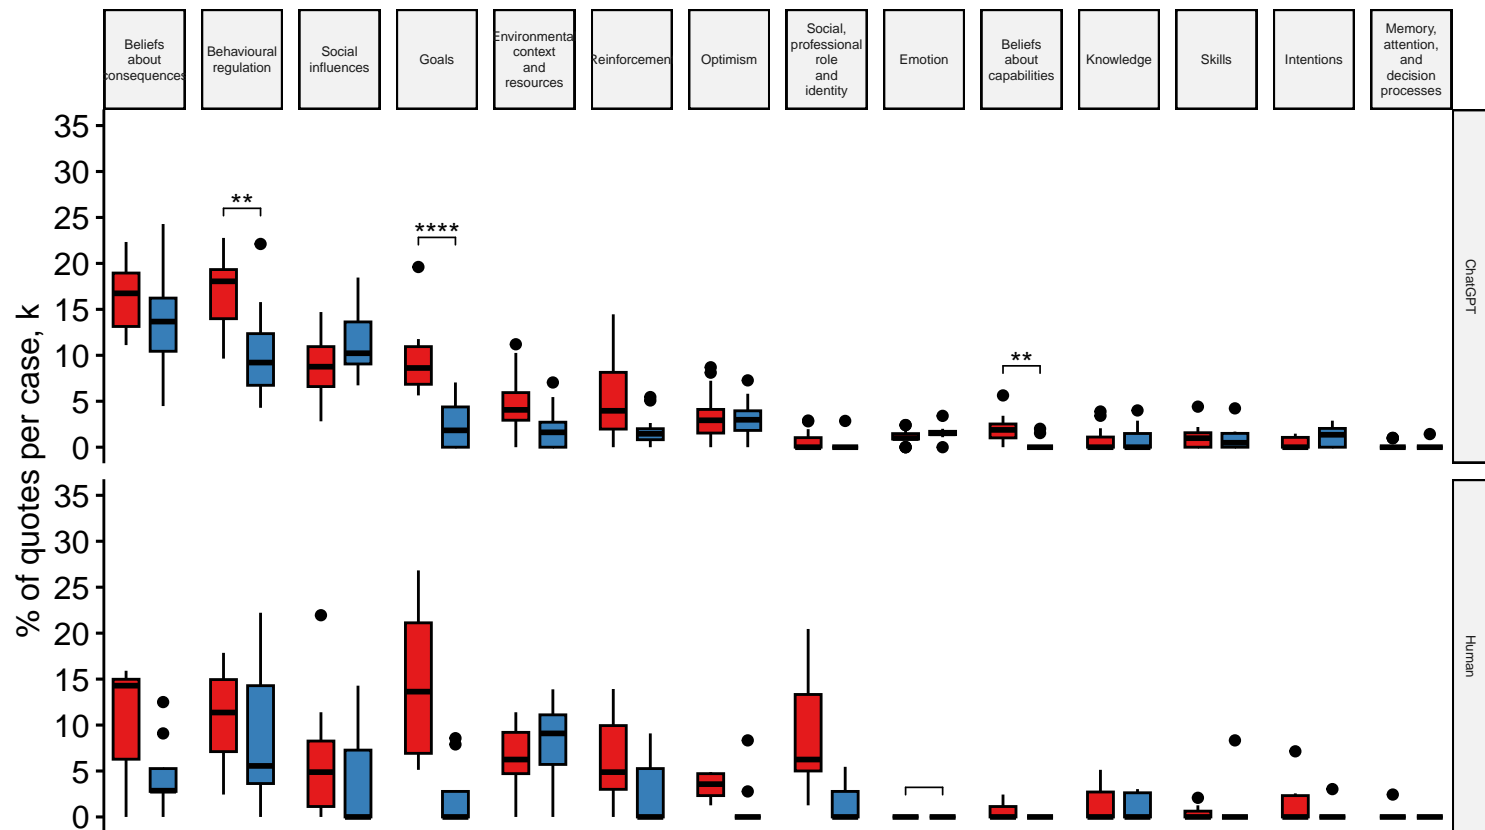 Beliefs
about
consequences
Behavioural
regulation
Social
influences
Goals
Environmenta
context
and
resources
Reinforcemen
Optimism
Social,
professional
role
and
identity
Emotion
Beliefs
about
capabilities
Knowledge
Skills
Intentions
Memory,
attention,
and
decision
processes
% of quotes per case, k
35
30
25
20
15
10
5
0
**
****
**
ChatGPT
35
30
25
20
15
10
5
0
Human